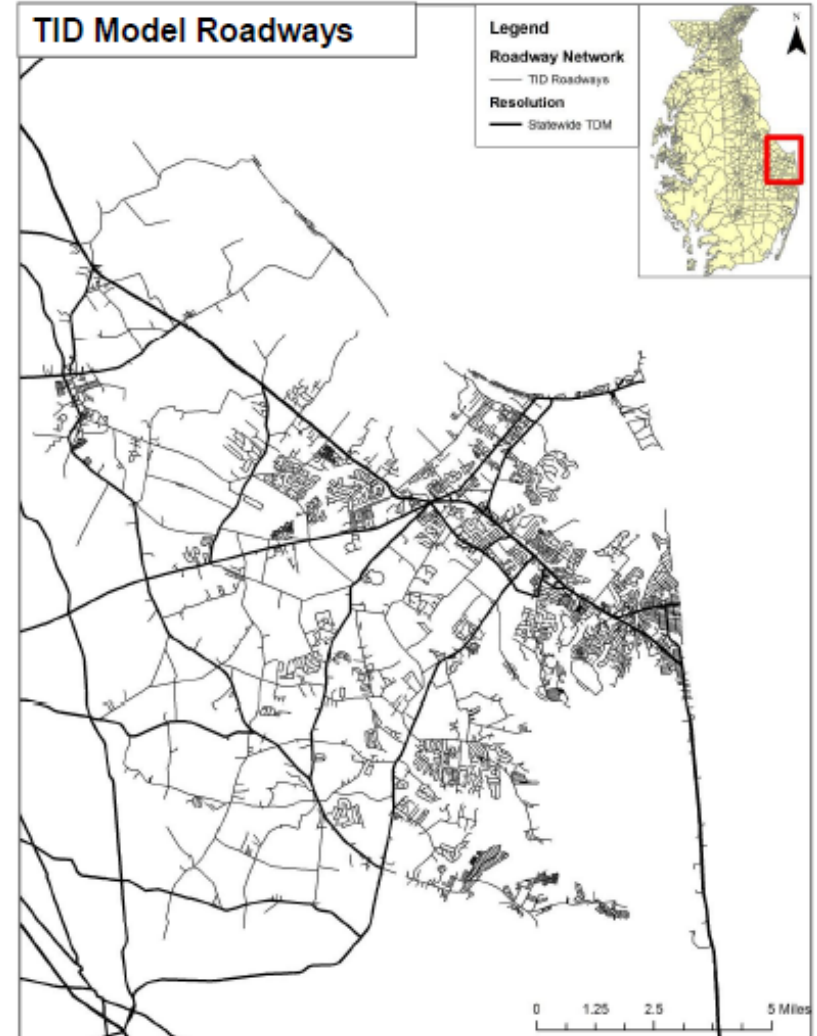 TID Model Roadways
Legend
Roadway Network
TID Roadways
Resolution
Statewide TDM
N
0 1.25 2.5 5 Miles